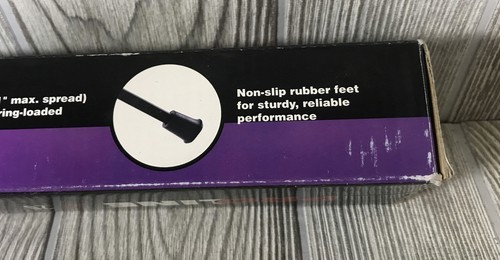 " max. spread)
ring-loaded
Non-slip rubber feet
for sturdy, reliable
performance